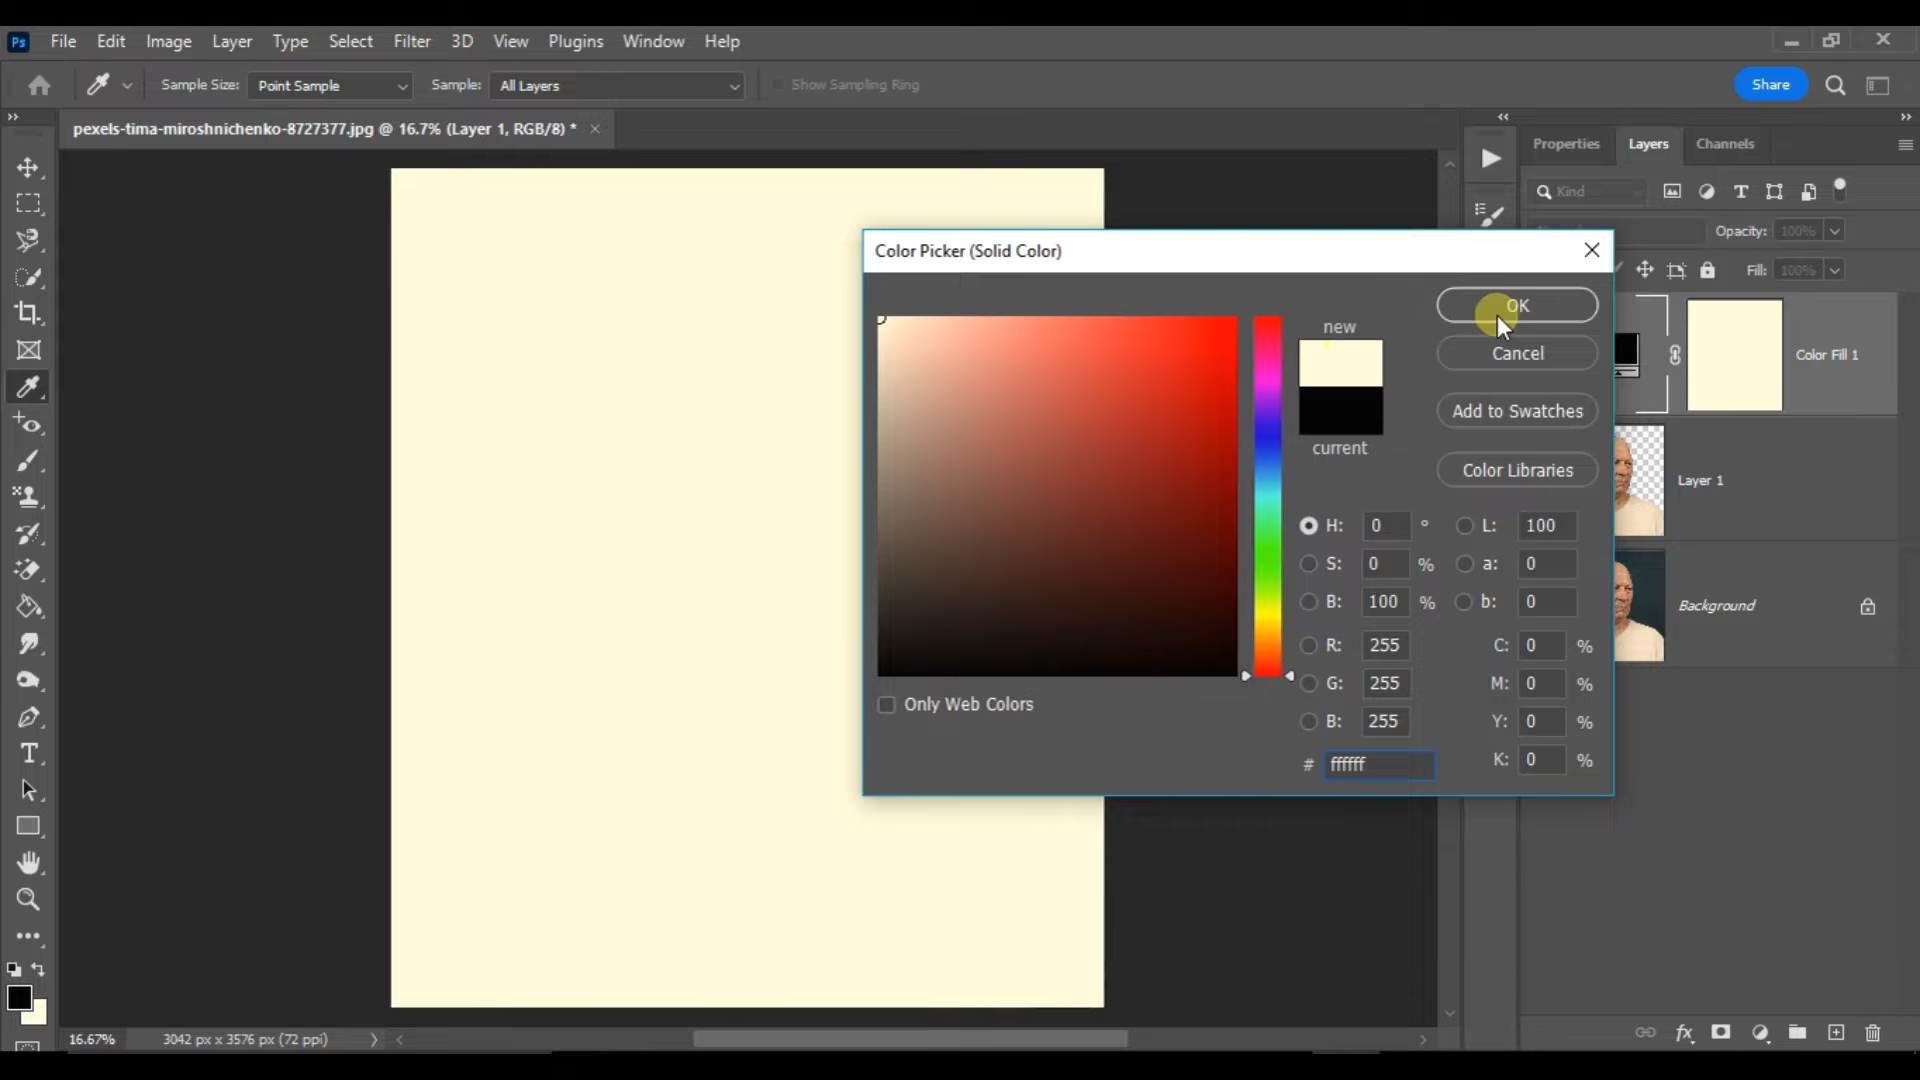 Ps File Edit Image Layer Type Select Filter 3D View Plugins Window Help
Sample Size: Point Sample Sample: All Layers Show Sampling Ring Share
pexels-tima-miroshnichenko-8727377.jpg @ 16.7% (Layer 1, RGB/8) * ×
Properties Layers Channels
Kind
Opacity: 100%
Fill: 100%
Color Picker (Solid Color)
new
current
OK
Cancel
Add to Swatches
Color Libraries
H: 0 ° L: 100
S: 0 % a: 0
B: 100 % b: 0
R: 255 C: 0 %
G: 255 M: 0 %
B: 255 Y: 0 %
# ffffff K: 0 %
Only Web Colors
Color Fill 1
Layer 1
Background
16.67% 3042 px x 3576 px (72 ppi)
fx